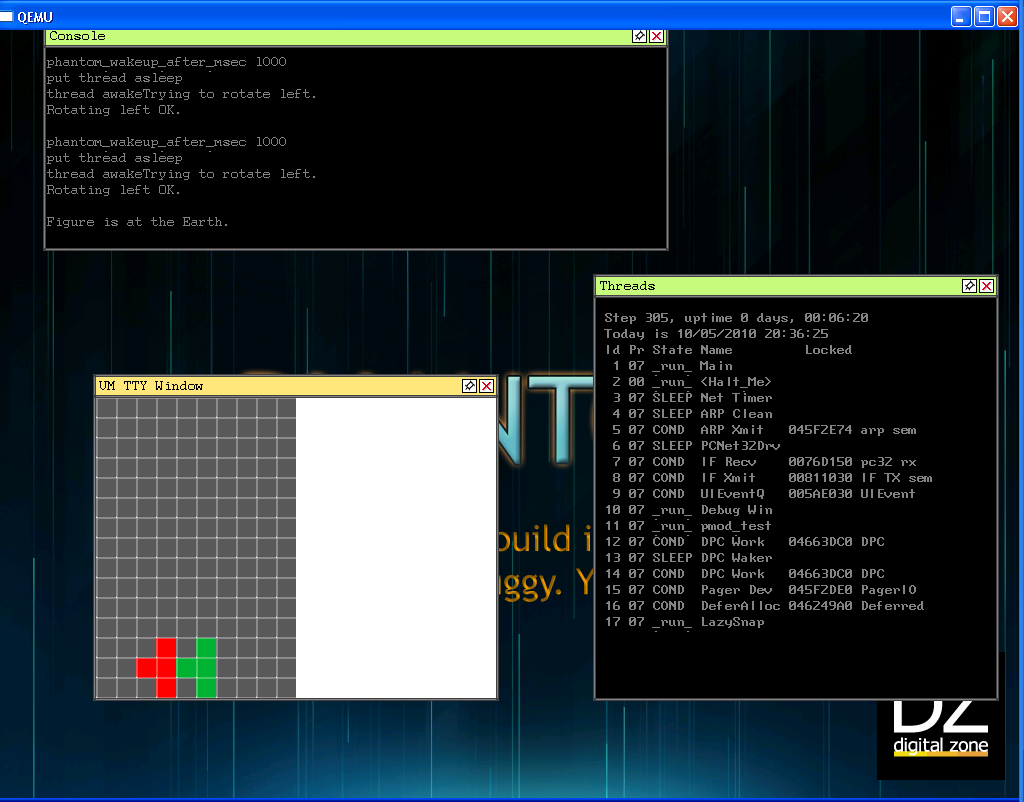 QEMU
Console
phantom_wakeup_after_msec 1000
put thread asleep
thread awakeTrying to rotate left.
Rotating left OK.
phantom_wakeup_after_msec 1000
put thread asleep
thread awakeTrying to rotate left.
Rotating left OK.
Figure is at the Earth.
Threads
Step 305, uptime 0 days, 00:06:20
Today is 10/05/2010 20:36:25
Id Pr State Name Locked
1 07 _run_ Main
2 00 _run_ <Halt_Me>
3 07 SLEEP Net Timer
4 07 SLEEP ARP Clean
5 07 COND ARP Xmit 045F2E74 arp sem
6 07 SLEEP PCNet32Drv
7 07 COND IF Recv 0076D150 pc32 rx
8 07 COND IF Xmit 00811030 IF TX sem
9 07 COND UIEventQ 005AE030 UIEvent
10 07 _run_ Debug Win
11 07 _run_ pmod_test
12 07 COND DPC Work 04663DC0 DPC
13 07 SLEEP DPC Waker
14 07 COND DPC Work 04663DC0 DPC
15 07 COND Pager Dev 045F2DE0 PagerIO
16 07 COND DeferAlloc 046249A0 Deferred
17 07 _run_ LazySnap
VM TTY Window
NT
build i
ggy. Y
DZ
digital zone